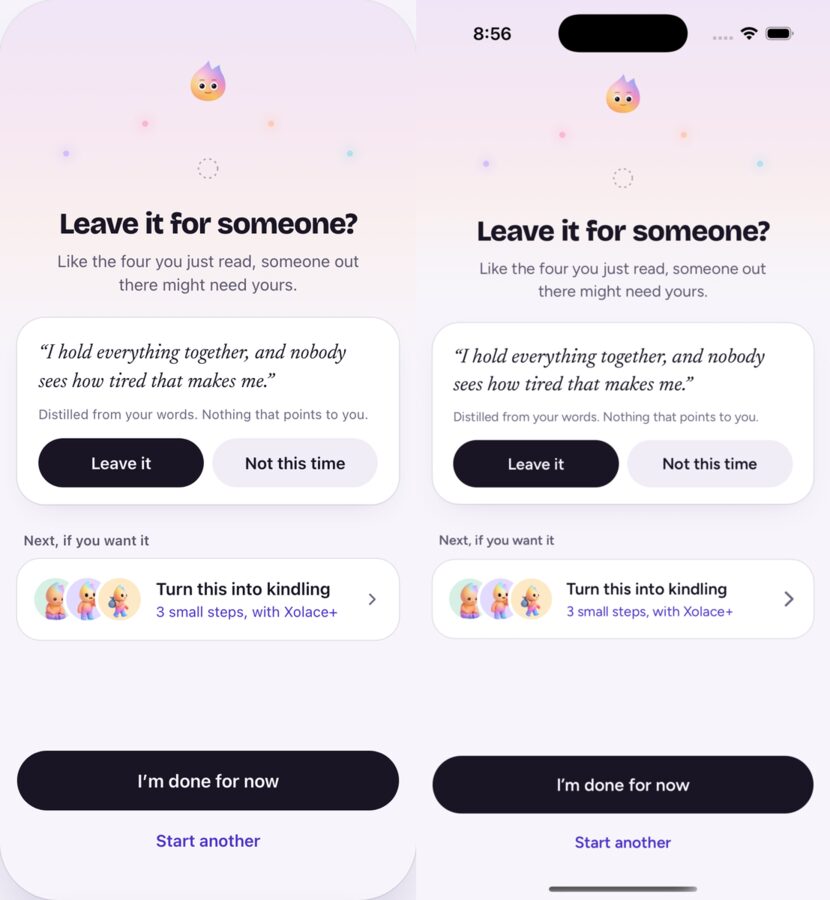 Leave it for someone?
Like the four you just read, someone out
there might need yours.
“I hold everything together, and nobody
sees how tired that makes me.”
Distilled from your words. Nothing that points to you.
Leave it
Not this time
Next, if you want it
Turn this into kindling
3 small steps, with Xolace+
I’m done for now
Start another
8:56
Leave it for someone?
Like the four you just read, someone out
there might need yours.
“I hold everything together, and nobody
sees how tired that makes me.”
Distilled from your words. Nothing that points to you.
Leave it
Not this time
Next, if you want it
Turn this into kindling
3 small steps, with Xolace+
I’m done for now
Start another